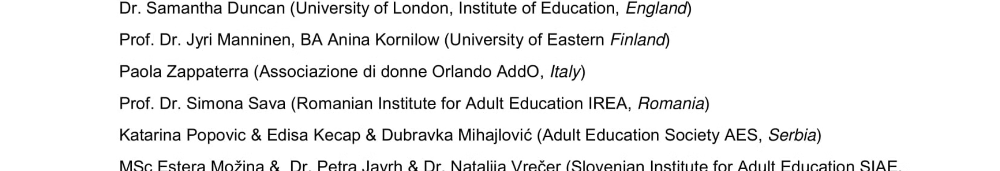 Dr. Samantha Duncan (University of London, Institute of Education, England)
Prof. Dr. Jyri Manninen, BA Anina Kornilow (University of Eastern Finland)
Paola Zappaterra (Associazione di donne Orlando AddO, Italy)
Prof. Dr. Simona Sava (Romanian Institute for Adult Education IREA, Romania)
Katarina Popovic & Edisa Kecap & Dubravka Mihajlović (Adult Education Society AES, Serbia)
MSc Estera Možina & Dr. Petra Javrh & Dr. Natalija Vrečer (Slovenian Institute for Adult Education SIAE,